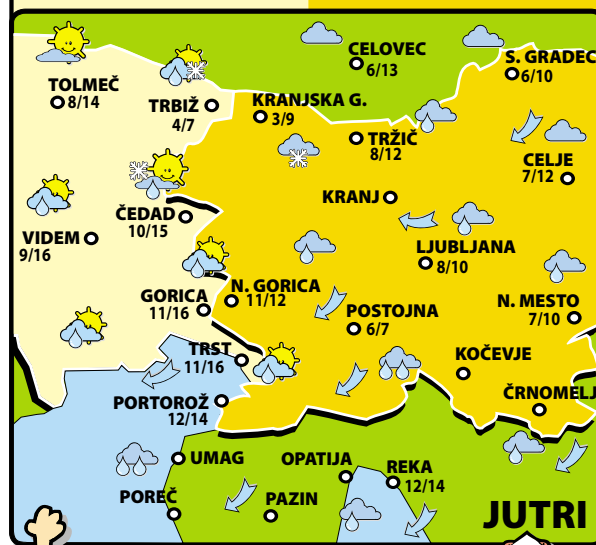 CELOVEC
6/13
S. GRADEC
6/10
TOLMEČ
8/14
TRBIŽ
4/7
KRANJSKA G.
3/9
TRŽIČ
8/12
CELJE
7/12
KRANJ
ČEDAD
10/15
VIDEM
9/16
LJUBLJANA
8/10
N. GORICA
11/12
GORICA
11/16
POSTOJNA
6/7
N. MESTO
7/10
TRST
11/16
KOČEVJE
PORTOROŽ
12/14
ČRNOMELJ
UMAG
OPATIJA
REKA
12/14
POREČ
PAZIN
JUTRI